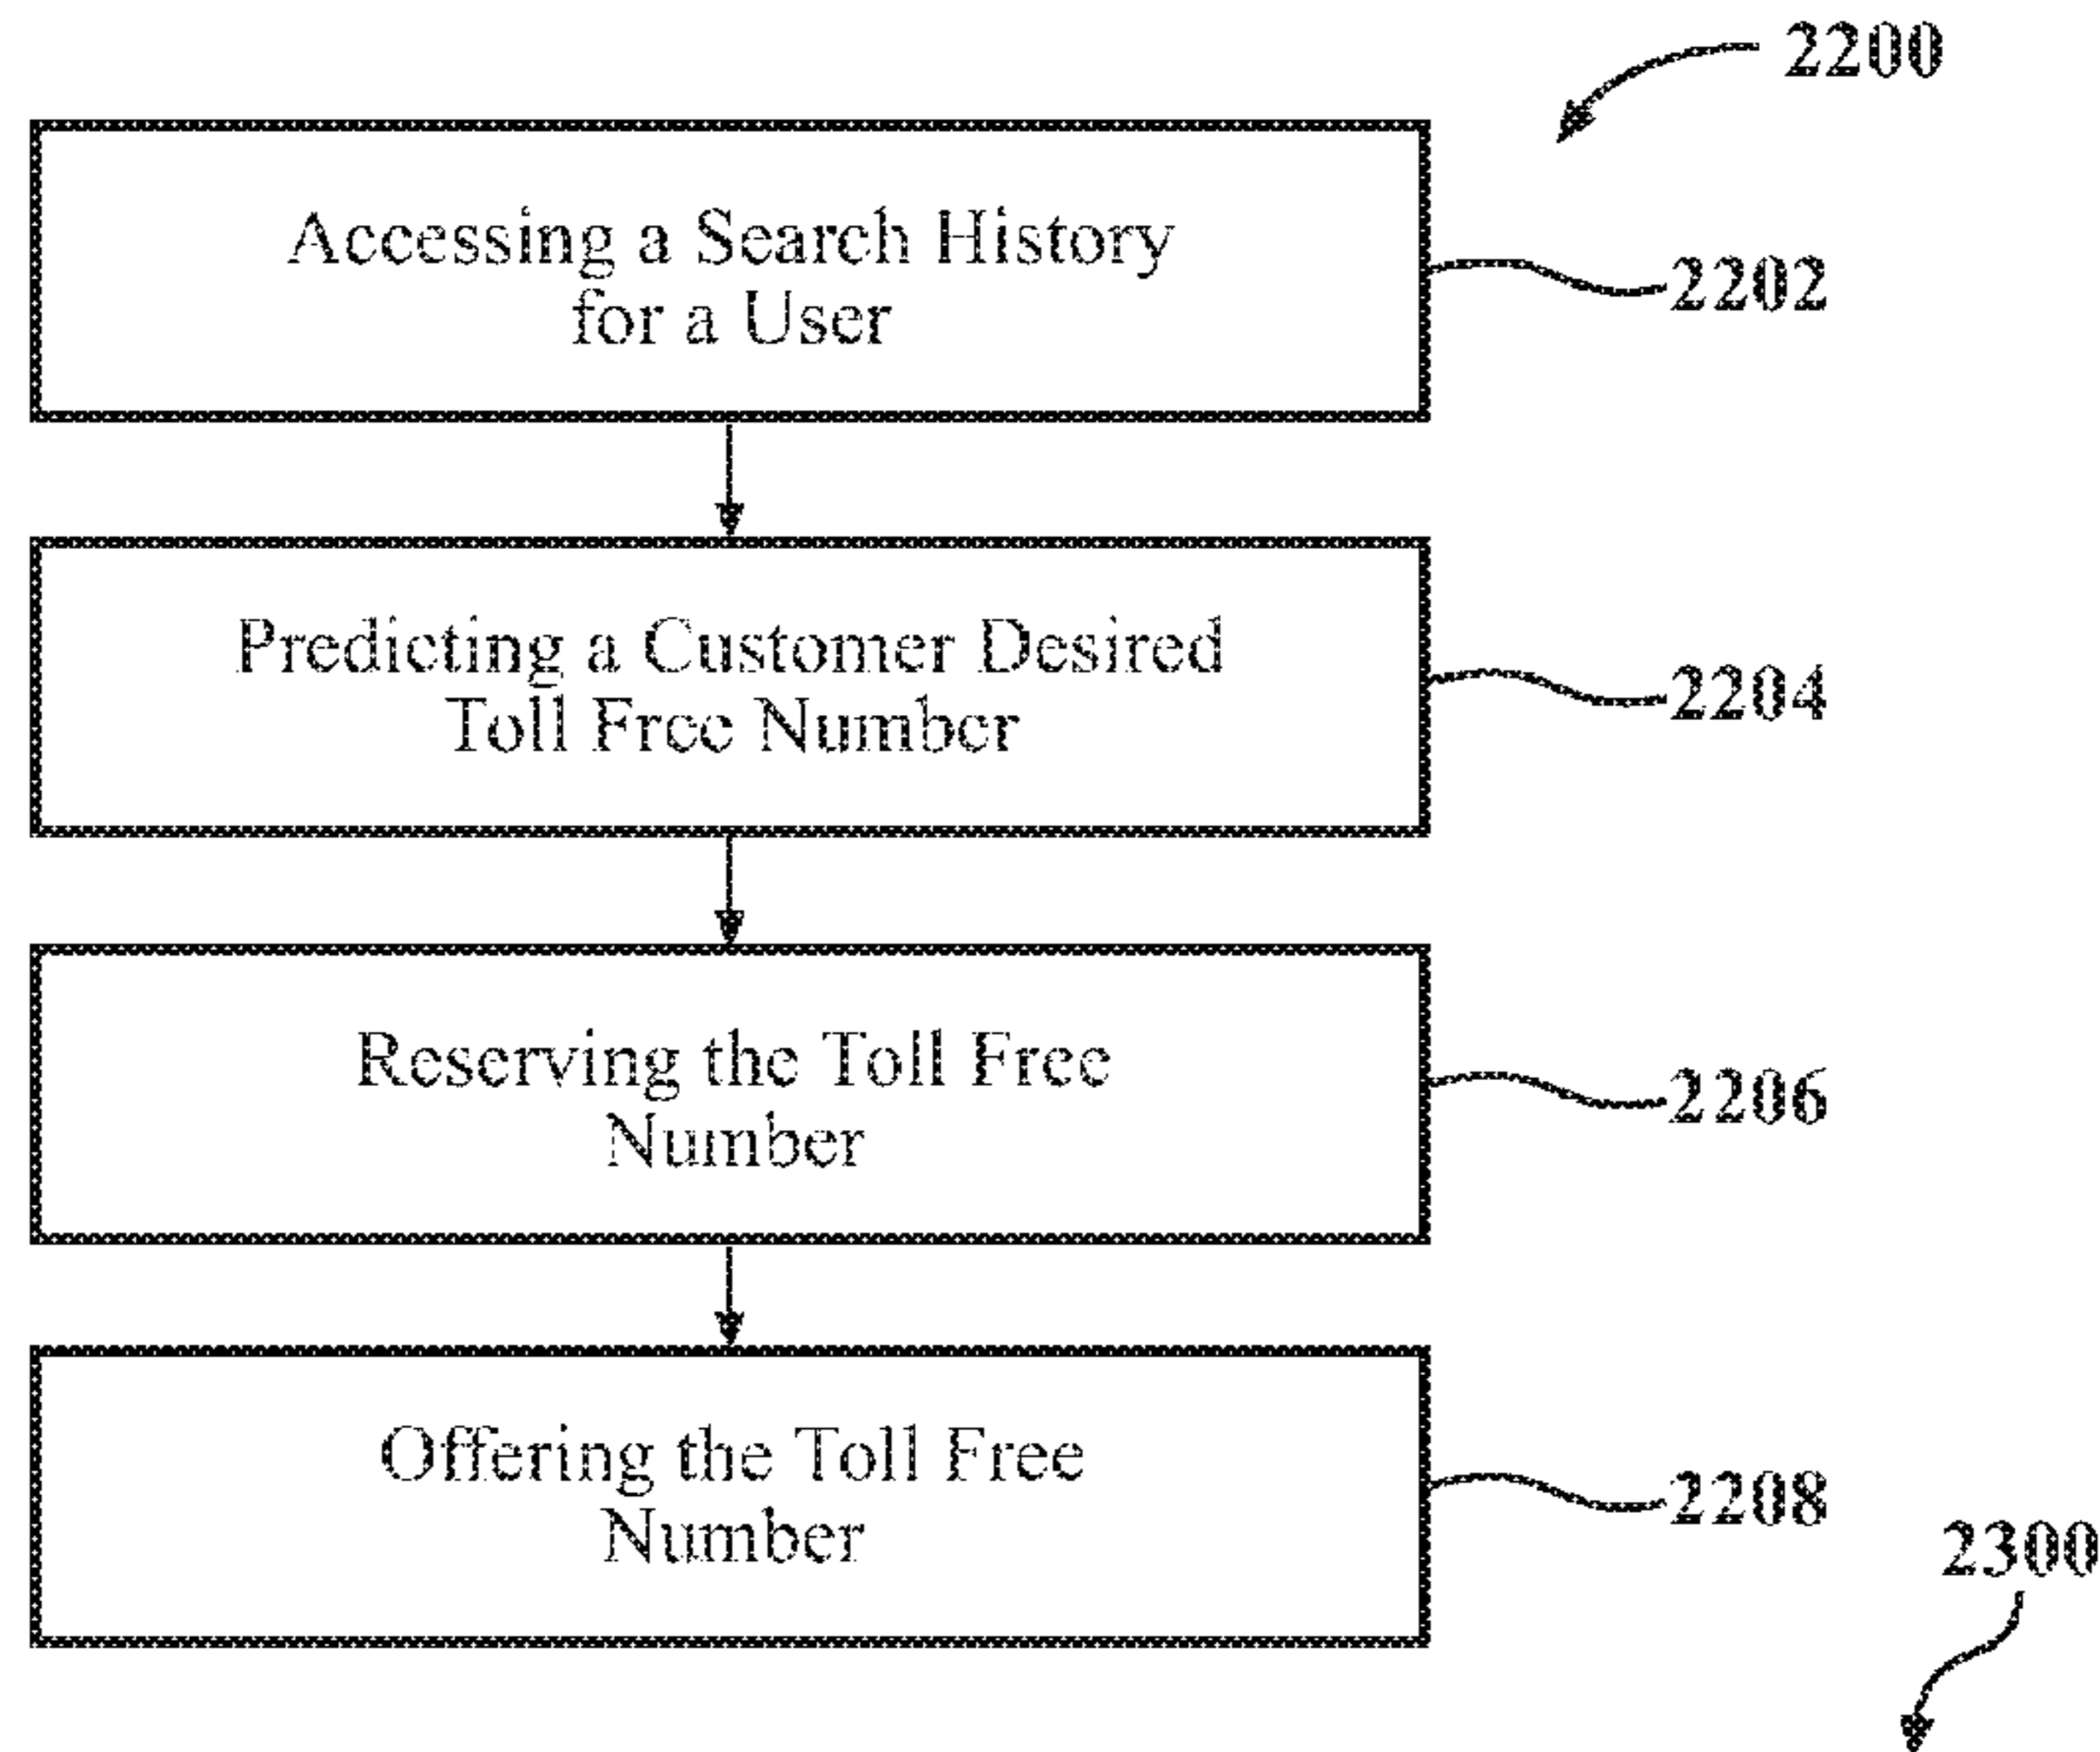 2200
Accessing a Search History
for a User
2202
Predicting a Customer Desired
Toll Free Number
2204
Reserving the Toll Free
Number
2206
Offering the Toll Free
Number
2208
2300